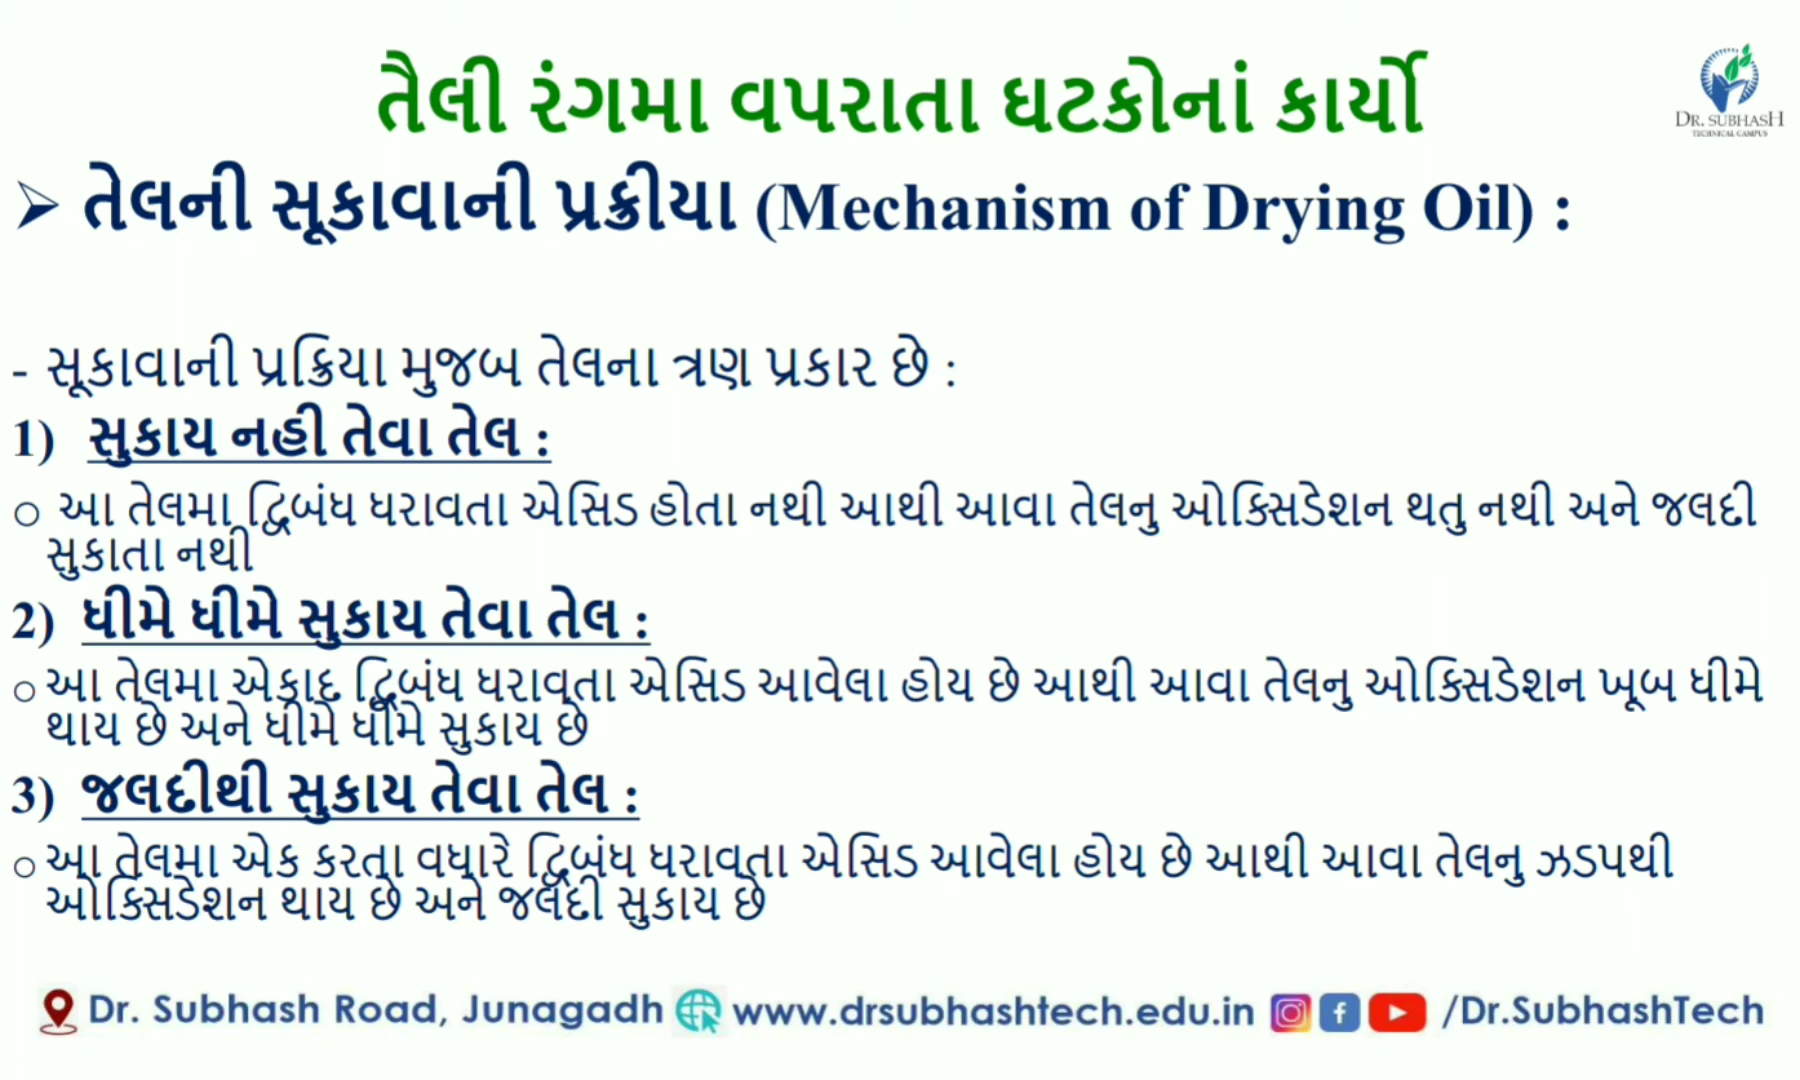 તૈલી રંગમા વપરાતા ઘટકોનાં કાર્યો
DR. SUBHASH
TECHNICAL CAMPUS
➢ તેલની સૂકાવાની પ્રક્રીયા (Mechanism of Drying Oil) :
- સૂકાવાની પ્રક્રિયા મુજબ તેલના ત્રણ પ્રકાર છે :
1) સુકાય નહી તેવા તેલ :
o આ તેલમા દ્વિબંધ ધરાવતા એસિડ હોતા નથી આથી આવા તેલનુ ઓક્સિડેશન થતુ નથી અને જલદી
સુકાતા નથી
2) ધીમે ધીમે સુકાય તેવા તેલ :
o આ તેલમા એકાદ દ્વિબંધ ધરાવતા એસિડ આવેલા હોય છે આથી આવા તેલનુ ઓક્સિડેશન ખૂબ ધીમે
થાય છે અને ધીમે ધીમે સુકાય છે
3) જલદીથી સુકાય તેવા તેલ :
o આ તેલમા એક કરતા વધારે દ્વિબંધ ધરાવતા એસિડ આવેલા હોય છે આથી આવા તેલનુ ઝડપથી
ઓક્સિડેશન થાય છે અને જલદી સુકાય છે
Dr. Subhash Road, Junagadh www.drsubhashtech.edu.in /Dr.SubhashTech